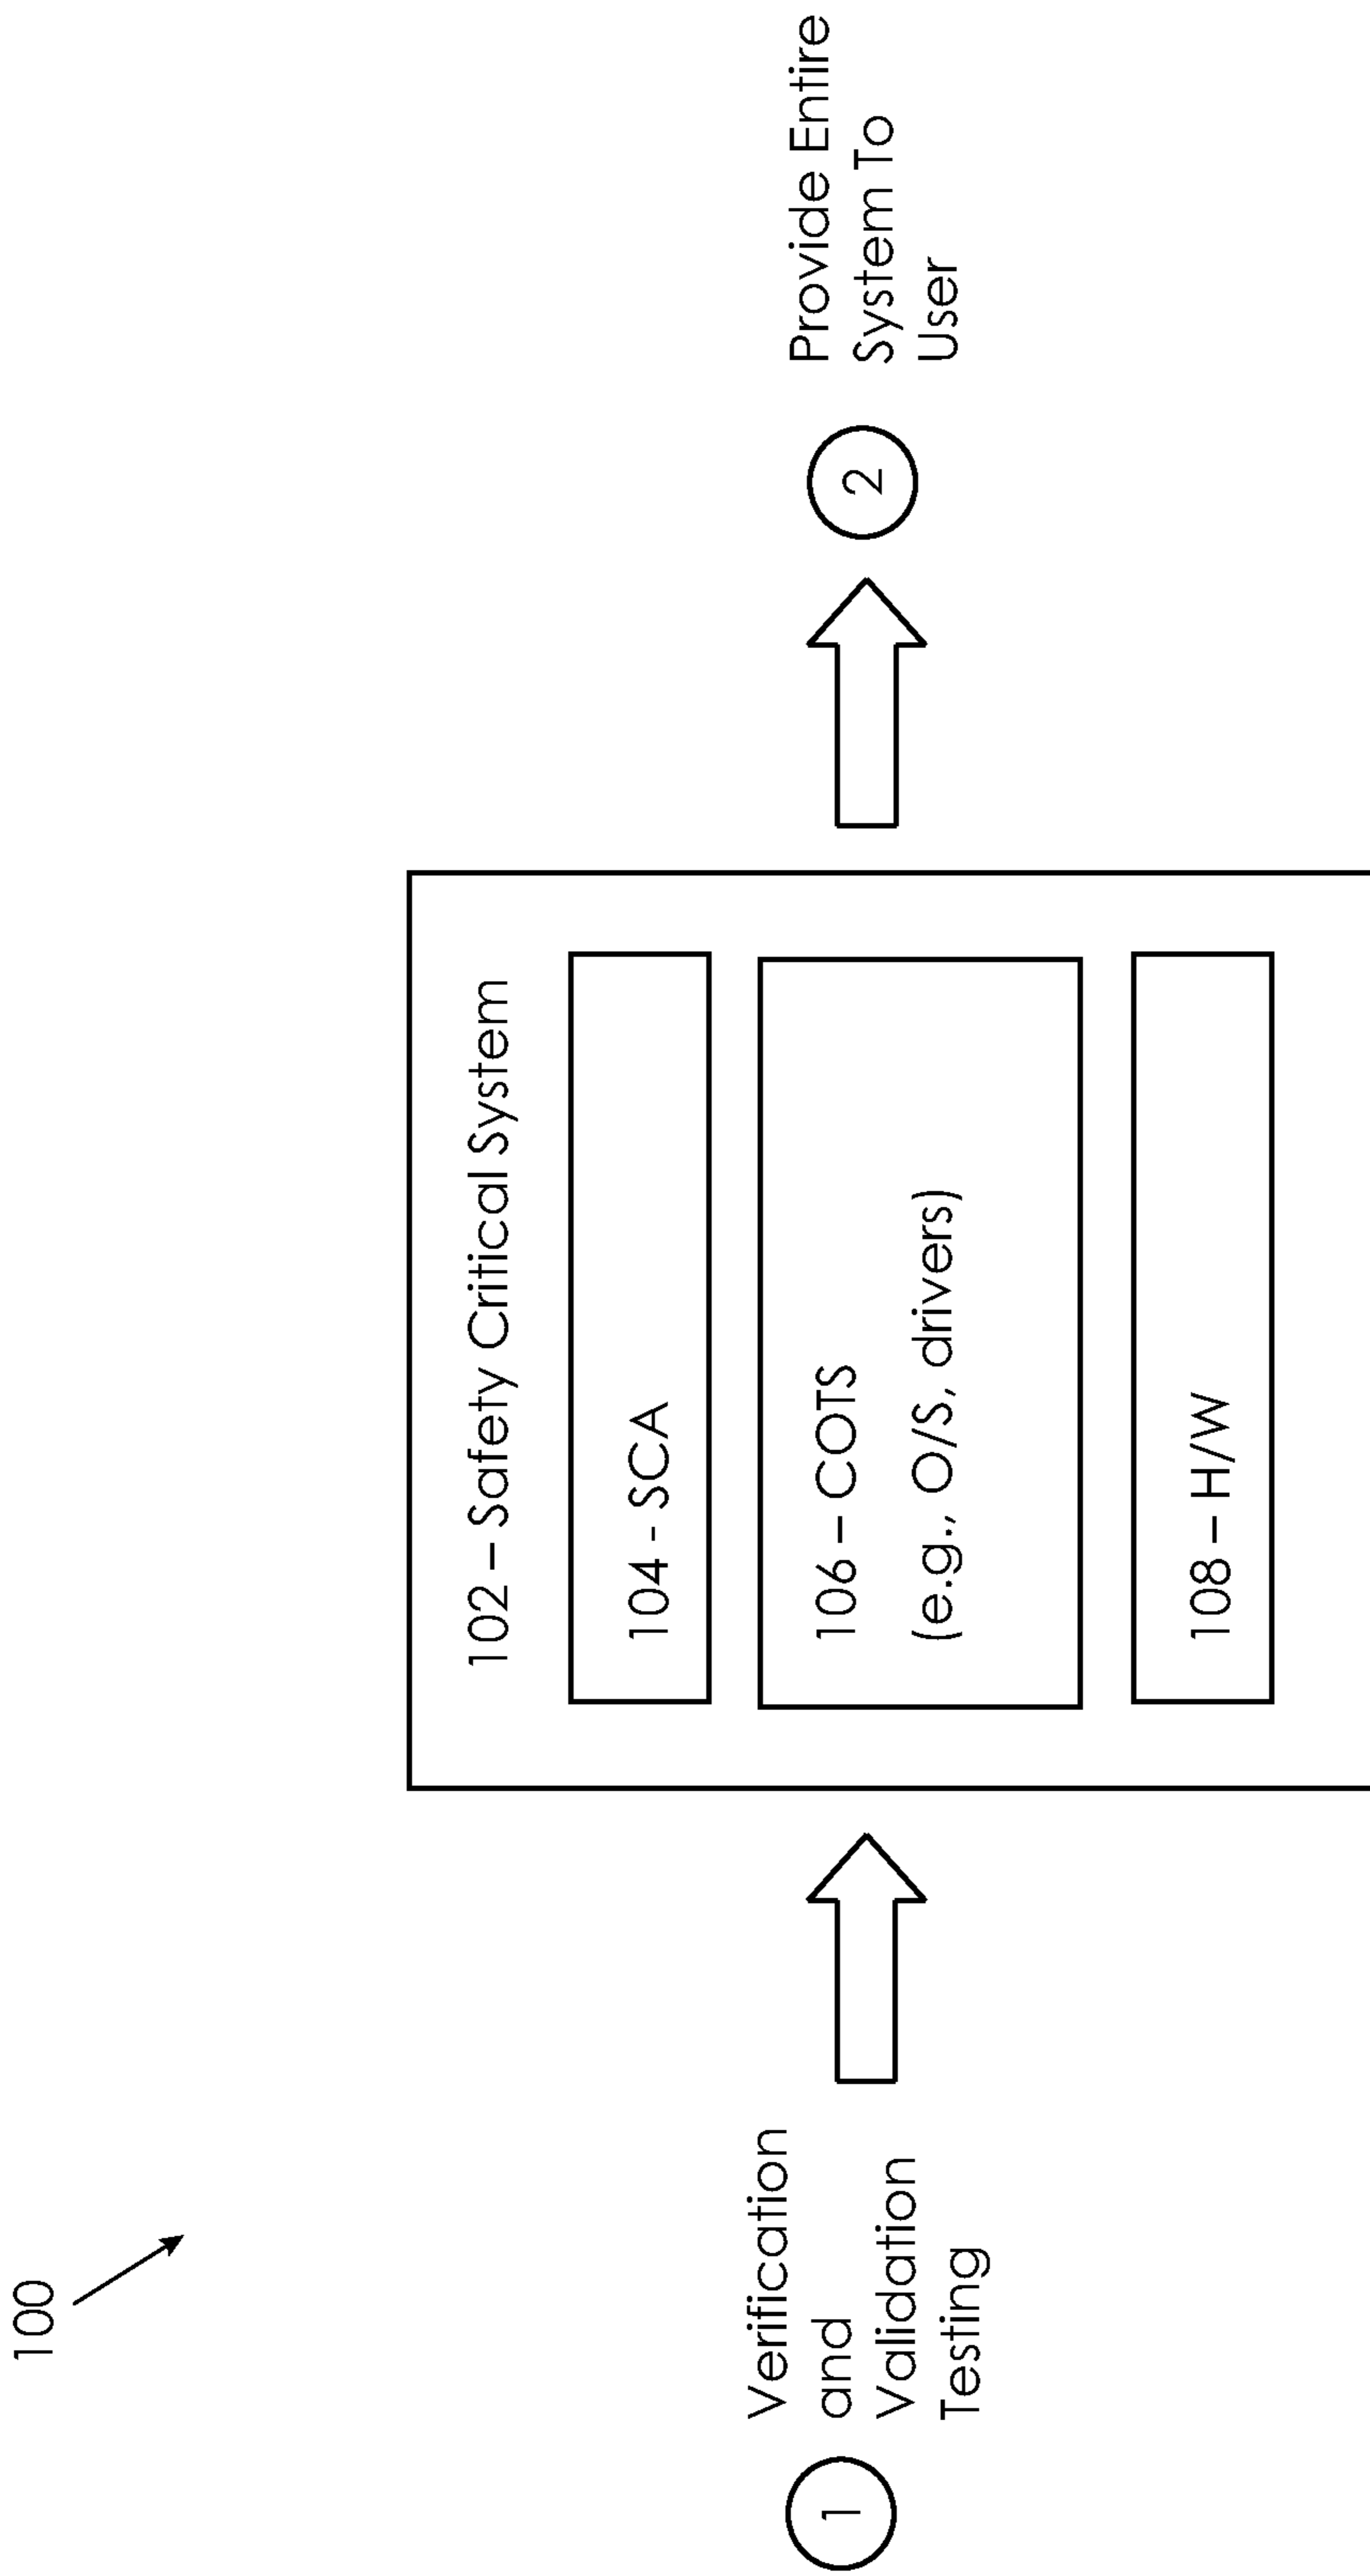 100
1
Verification
and
Validation
Testing
102 – Safety Critical System
104 - SCA
106 – COTS
(e.g., O/S, drivers)
108 – H/W
2
Provide Entire
System To
User